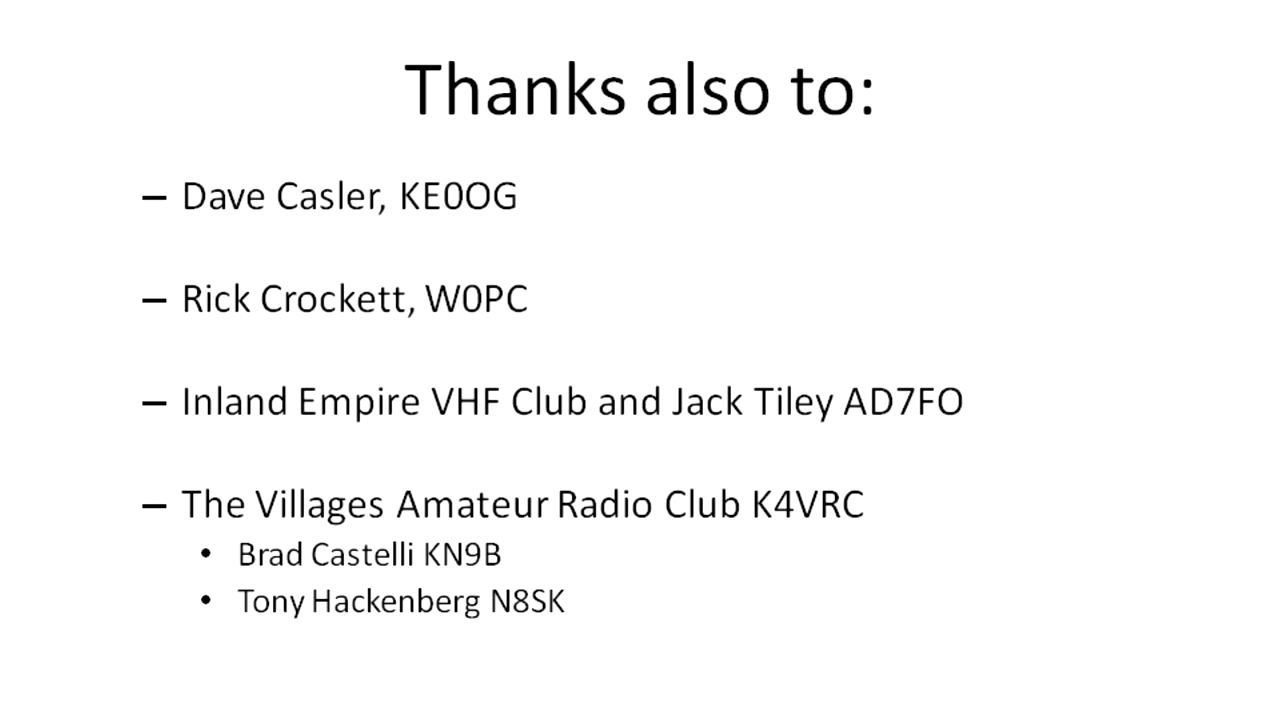 Thanks also to:
– Dave Casler, KE0OG
– Rick Crockett, W0PC
– Inland Empire VHF Club and Jack Tiley AD7FO
– The Villages Amateur Radio Club K4VRC
• Brad Castelli KN9B
• Tony Hackenberg N8SK